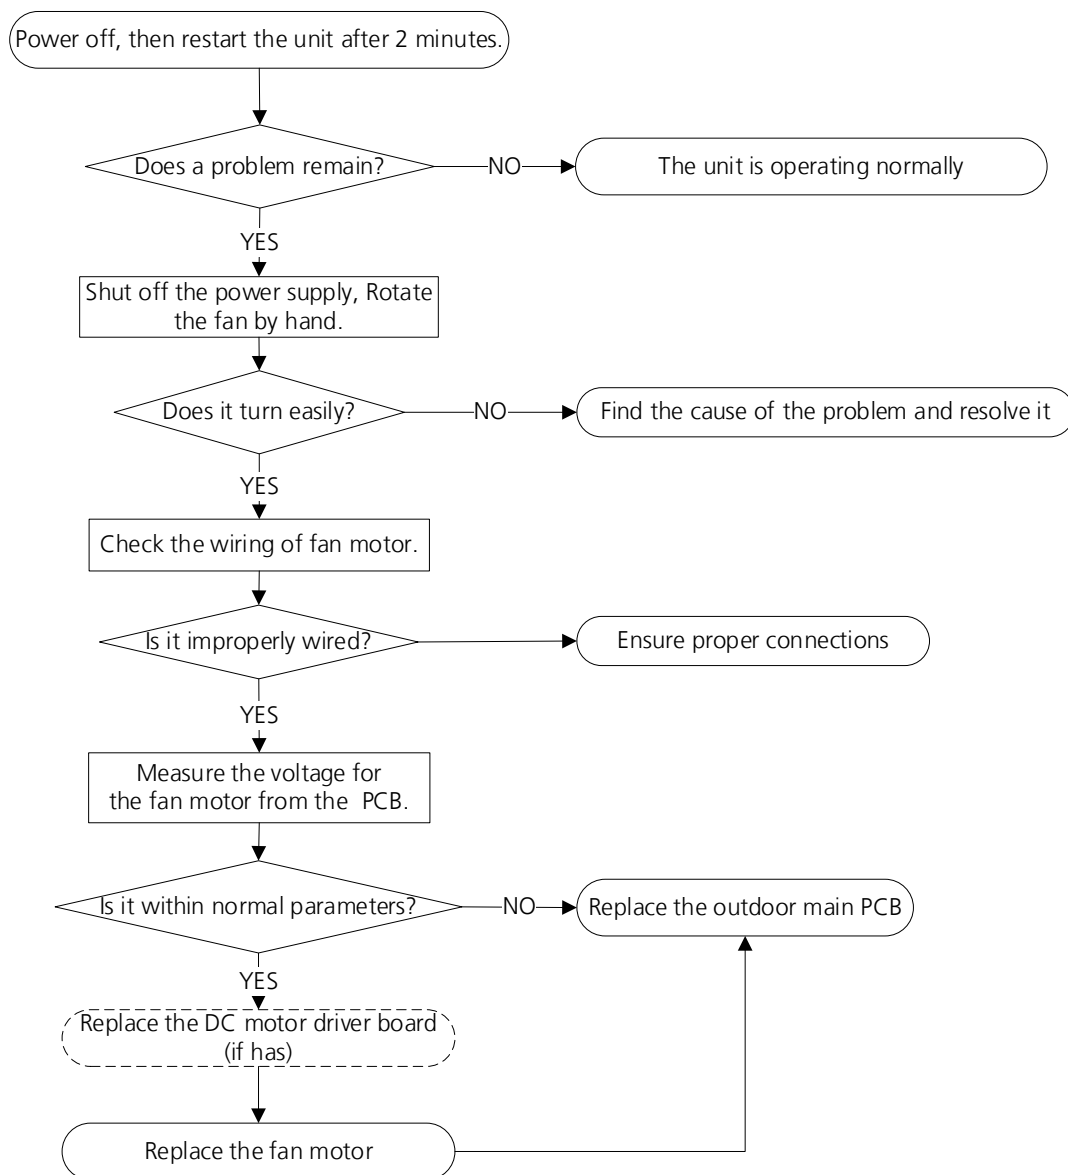 Power off, then restart the unit after 2 minutes.
Does a problem remain?
NO
The unit is operating normally
YES
Shut off the power supply, Rotate
the fan by hand.
Does it turn easily?
NO
Find the cause of the problem and resolve it
YES
Check the wiring of fan motor.
Is it improperly wired?
Ensure proper connections
YES
Measure the voltage for
the fan motor from the PCB.
Is it within normal parameters?
NO
Replace the outdoor main PCB
YES
Replace the DC motor driver board
(if has)
Replace the fan motor